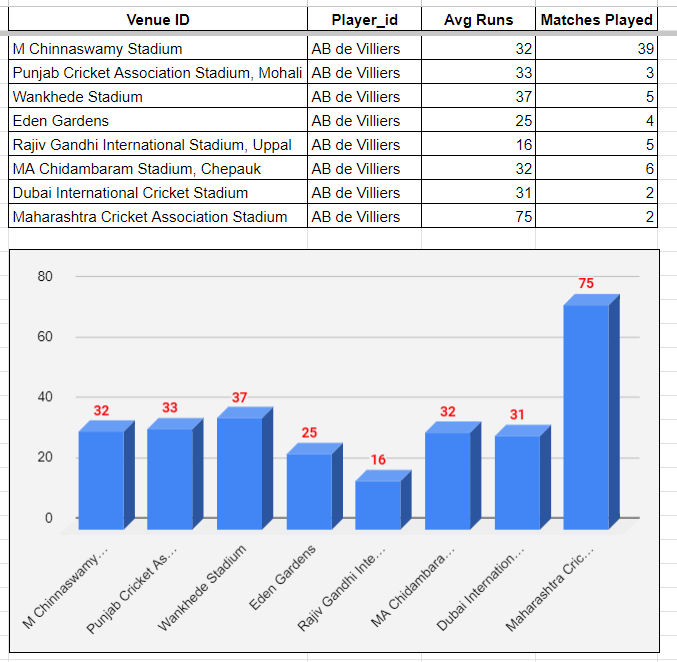 Venue ID Player_id Avg Runs Matches Played
M Chinnaswamy Stadium AB de Villiers 32 39
Punjab Cricket Association Stadium, Mohali AB de Villiers 33 3
Wankhede Stadium AB de Villiers 37 5
Eden Gardens AB de Villiers 25 4
Rajiv Gandhi International Stadium, Uppal AB de Villiers 16 5
MA Chidambaram Stadium, Chepauk AB de Villiers 32 6
Dubai International Cricket Stadium AB de Villiers 31 2
Maharashtra Cricket Association Stadium AB de Villiers 75 2
80
60
40
20
0
32
33
37
25
16
32
31
75
M Chinnaswamy…
Punjab Cricket As…
Wankhede Stadium
Eden Gardens
Rajiv Gandhi Inte…
MA Chidambara…
Dubai Internation…
Maharashtra Cric…